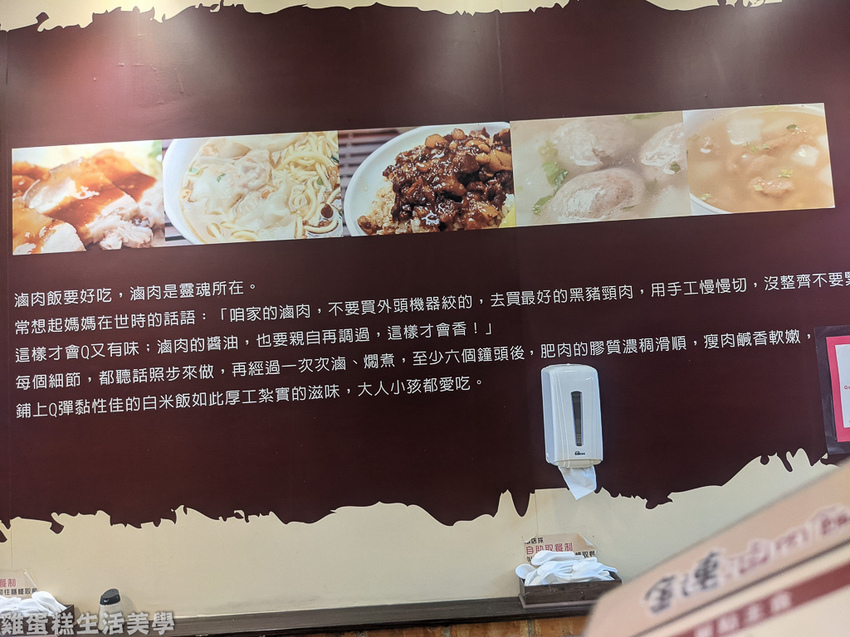 滷肉飯要好吃，滷肉是靈魂所在。
常想起媽媽在世時的話語：「咱家的滷肉，不要買外頭機器絞的，去買最好的黑豬頸肉，用手工慢慢切，沒整齊不要緊
這樣才會Q又有味；滷肉的醬油，也要親自再調過，這樣才會香！」
每個細節，都聽話照步來做，再經過一次次滷、燜煮，至少六個鐘頭後，肥肉的膠質濃稠滑順，瘦肉鹹香軟嫩，
鋪上Q彈黏性佳的白米飯如此厚工紮實的滋味，大人小孩都愛吃。
自助取餐制
餐制
雞蛋糕生活美學